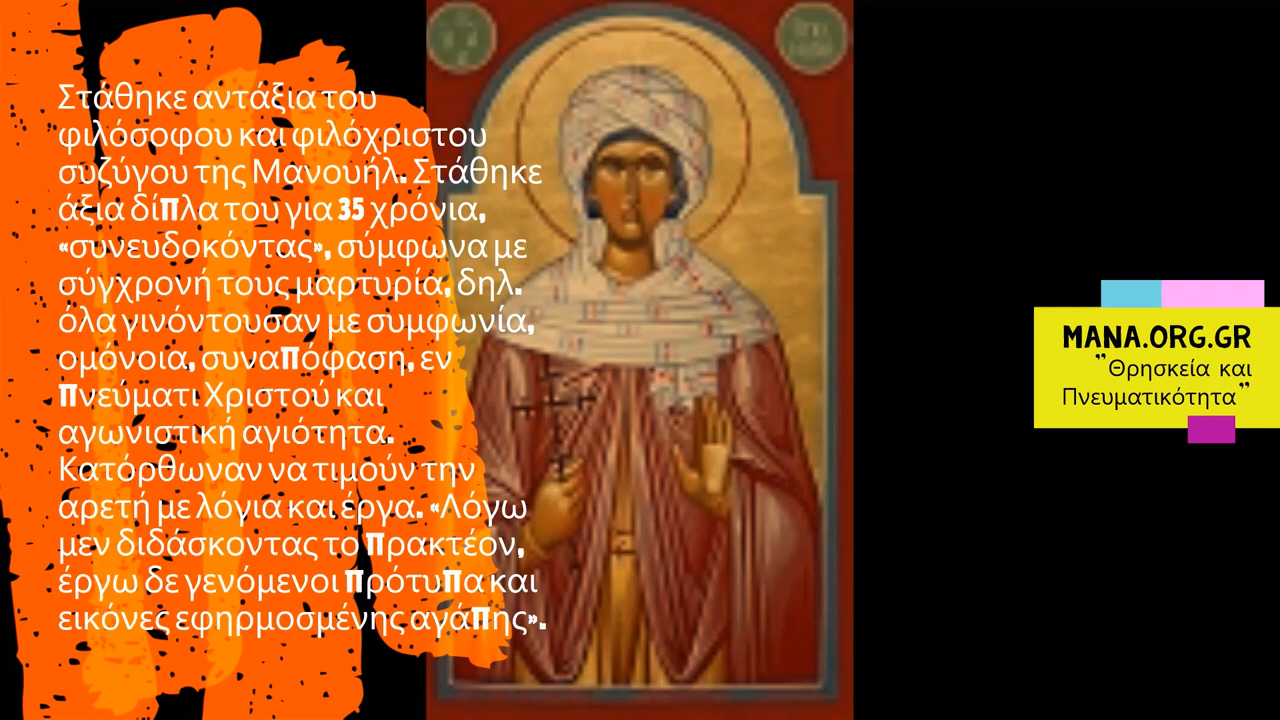 Στάθηκε αντάξια του
φιλόσοφου και φιλόχριστου
συζύγου της Μανουήλ. Στάθηκε
άξια δίπλα του για 35 χρόνια,
«συνευδοκόντας», σύμφωνα με
σύγχρονή τους μαρτυρία, δηλ.
όλα γινόντουσαν με συμφωνία,
ομόνοια, συναπόφαση, εν
πνεύματι Χριστού και
αγωνιστική αγιότητα.
Κατόρθωναν να τιμούν την
αρετή με λόγια και έργα. «Λόγω
μεν διδάσκοντας το πρακτέον,
έργω δε γενόμενοι πρότυπα και
εικόνες εφηρμοσμένης αγάπης».
MANA.ORG.GR
"Θρησκεία και
Πνευματικότητα"